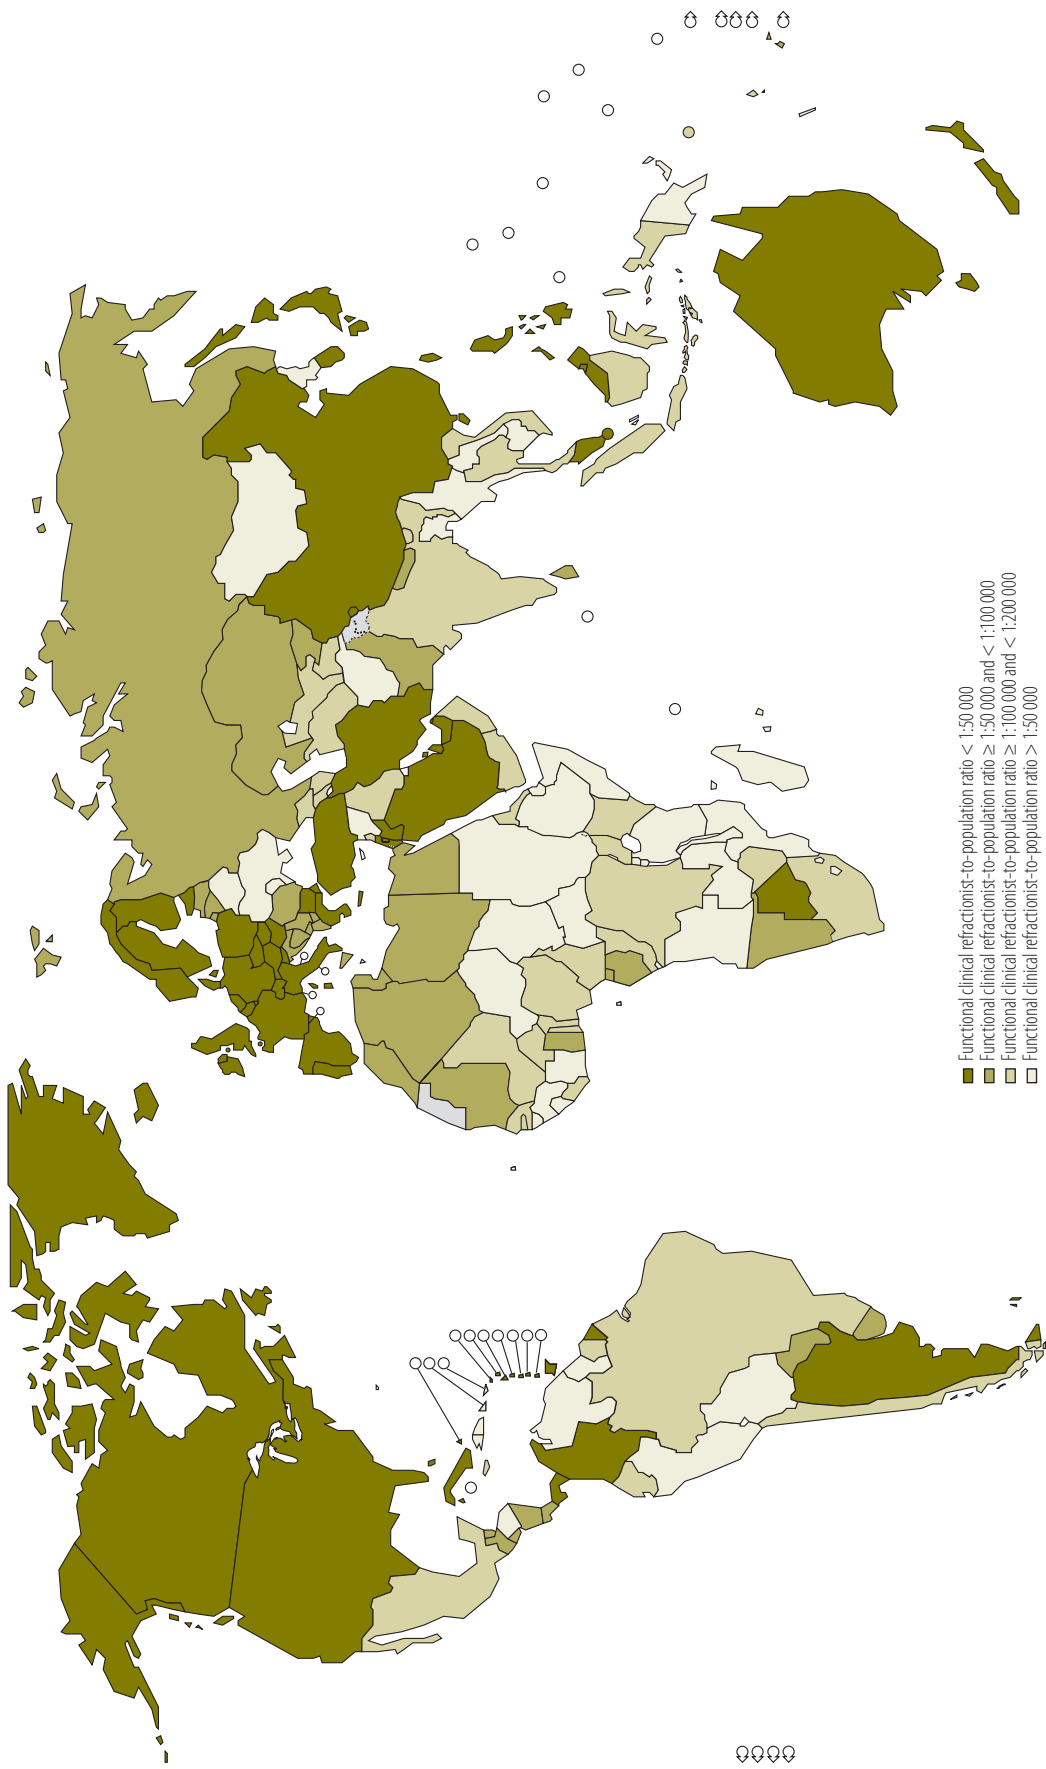 Functional clinical refractionist-to-population ratio < 1:50 000
Functional clinical refractionist-to-population ratio ≥ 1:50 000 and < 1:100 000
Functional clinical refractionist-to-population ratio ≥ 1:100 000 and < 1:200 000
Functional clinical refractionist-to-population ratio > 1:50 000